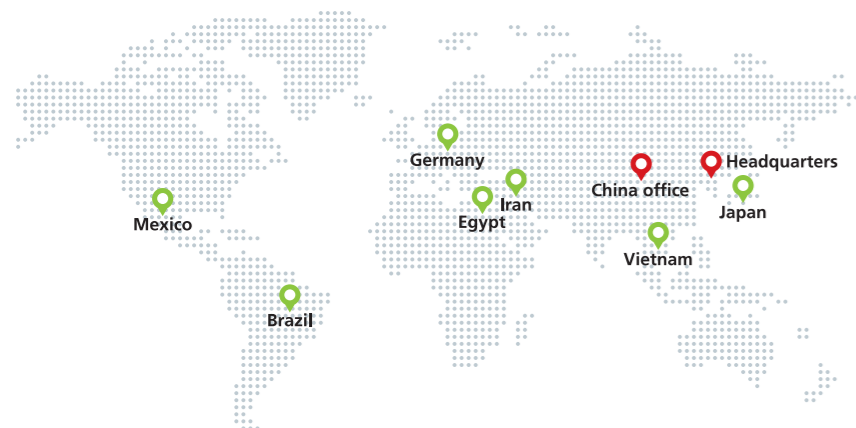 Germany
Headquarters
China office
Iran
Japan
Mexico
Egypt
Vietnam
Brazil